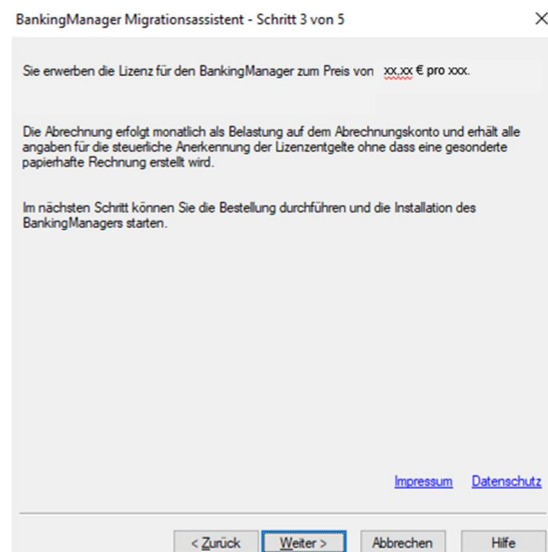 BankingManager Migrationsassistent - Schritt 3 von 5
Sie erwerben die Lizenz für den BankingManager zum Preis von xx,xx € pro xxx.
Die Abrechnung erfolgt monatlich als Belastung auf dem Abrechnungskonto und erhält alle
angaben für die steuerliche Anerkennung der Lizenzentgelte ohne dass eine gesonderte
papierhafte Rechnung erstellt wird.
Im nächsten Schritt können Sie die Bestellung durchführen und die Installation des
BankingManagers starten.
Impressum Datenschutz
< Zurück Weiter > Abbrechen Hilfe